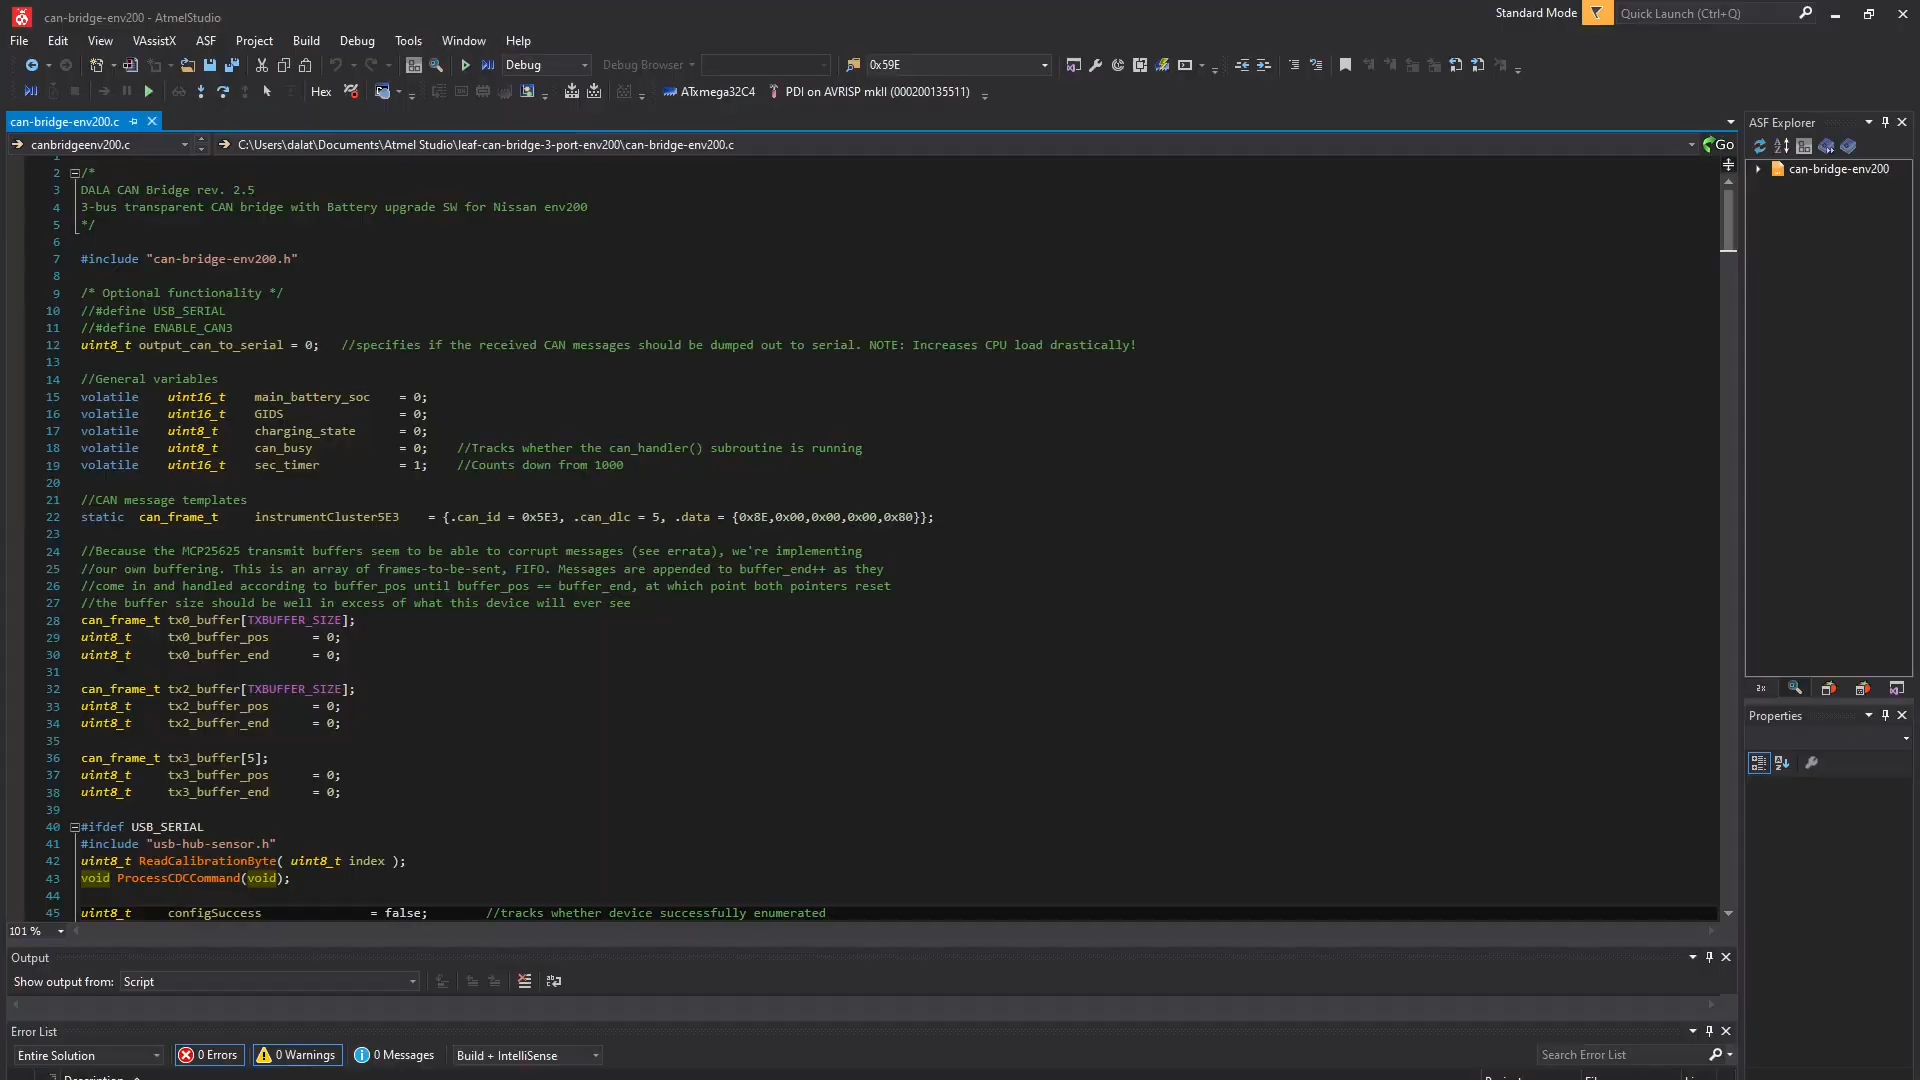 can-bridge-env200 - AtmelStudio
Standard Mode
Quick Launch (Ctrl+Q)
File Edit View VAssistX ASF Project Build Debug Tools Window Help
Debug Debug Browser 0x59E
Hex ATxmega32C4 PDI on AVRISP mkII (000200135511)
can-bridge-env200.c
canbridgeenv200.c C:\Users\dalat\Documents\Atmel Studio\leaf-can-bridge-3-port-env200\can-bridge-env200.c Go
1
2 /*
3 DALA CAN Bridge rev. 2.5
4 3-bus transparent CAN bridge with Battery upgrade SW for Nissan env200
5 */
6
7 #include "can-bridge-env200.h"
8
9 /* Optional functionality */
10 //#define USB_SERIAL
11 //#define ENABLE_CAN3
12 uint8_t output_can_to_serial = 0; //specifies if the received CAN messages should be dumped out to serial. NOTE: Increases CPU load drastically!
13
14 //General variables
15 volatile uint16_t main_battery_soc = 0;
16 volatile uint16_t GIDS = 0;
17 volatile uint8_t charging_state = 0;
18 volatile uint8_t can_busy = 0; //Tracks whether the can_handler() subroutine is running
19 volatile uint16_t sec_timer = 1; //Counts down from 1000
20
21 //CAN message templates
22 static can_frame_t instrumentCluster5E3 = {.can_id = 0x5E3, .can_dlc = 5, .data = {0x8E,0x00,0x00,0x00,0x80}};
23
24 //Because the MCP25625 transmit buffers seem to be able to corrupt messages (see errata), we're implementing
25 //our own buffering. This is an array of frames-to-be-sent, FIFO. Messages are appended to buffer_end++ as they
26 //come in and handled according to buffer_pos until buffer_pos == buffer_end, at which point both pointers reset
27 //the buffer size should be well in excess of what this device will ever see
28 can_frame_t tx0_buffer[TXBUFFER_SIZE];
29 uint8_t tx0_buffer_pos = 0;
30 uint8_t tx0_buffer_end = 0;
31
32 can_frame_t tx2_buffer[TXBUFFER_SIZE];
33 uint8_t tx2_buffer_pos = 0;
34 uint8_t tx2_buffer_end = 0;
35
36 can_frame_t tx3_buffer[5];
37 uint8_t tx3_buffer_pos = 0;
38 uint8_t tx3_buffer_end = 0;
39
40 #ifdef USB_SERIAL
41 #include "usb-hub-sensor.h"
42 uint8_t ReadCalibrationByte( uint8_t index );
43 void ProcessCDCCommand(void);
44
45 uint8_t configSuccess = false; //tracks whether device successfully enumerated
101 %
ASF Explorer
can-bridge-env200
Properties
Output
Show output from: Script
Error List
Entire Solution 0 Errors 0 Warnings 0 Messages Build + IntelliSense Search Error List
Description